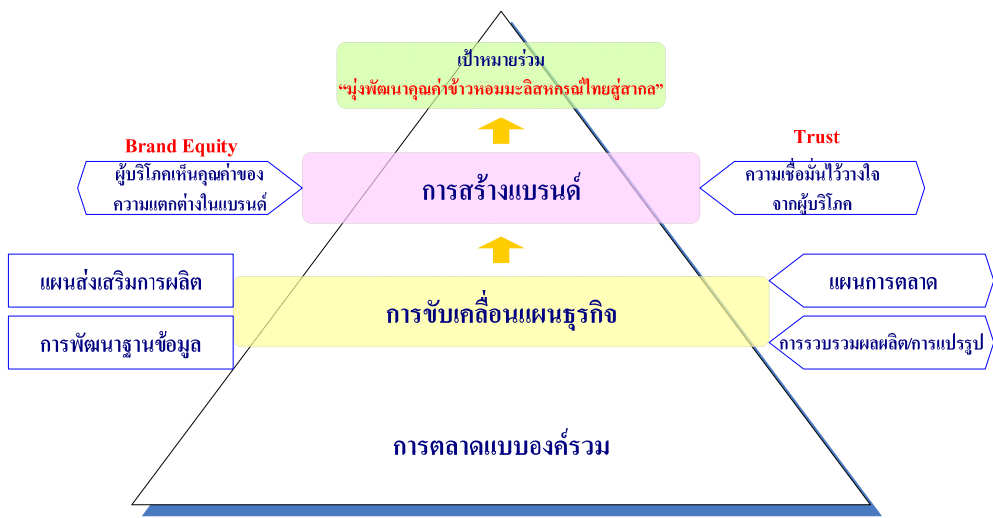 เป้าหมายร่วม
“มุ่งพัฒนาคุณค่าข้าวหอมมะลิสหกรณ์ไทยสู่สากล”
Brand Equity
ผู้บริโภคเห็นคุณค่าของ
ความแตกต่างในแบรนด์
การสร้างแบรนด์
Trust
ความเชื่อมั่นไว้วางใจ
จากผู้บริโภค
แผนส่งเสริมการผลิต
การพัฒนาฐานข้อมูล
การขับเคลื่อนแผนธุรกิจ
แผนการตลาด
การรวบรวมผลผลิต/การแปรรูป
การตลาดแบบองค์รวม